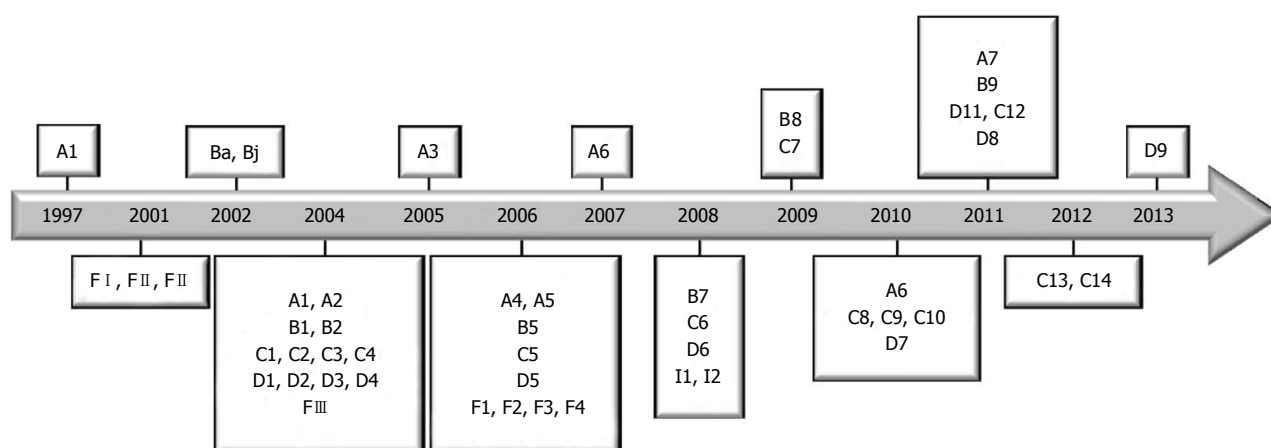 A7
B9
D11, C12
D8
B8
C7
A1
Ba, Bj
A3
A6
D9
1997 2001 2002 2004 2005 2006 2007 2008 2009 2010 2011 2012 2013
FⅠ, FⅡ, FⅡ
A1, A2
B1, B2
C1, C2, C3, C4
D1, D2, D3, D4
FⅢ
A4, A5
B5
C5
D5
F1, F2, F3, F4
B7
C6
D6
I1, I2
A6
C8, C9, C10
D7
C13, C14